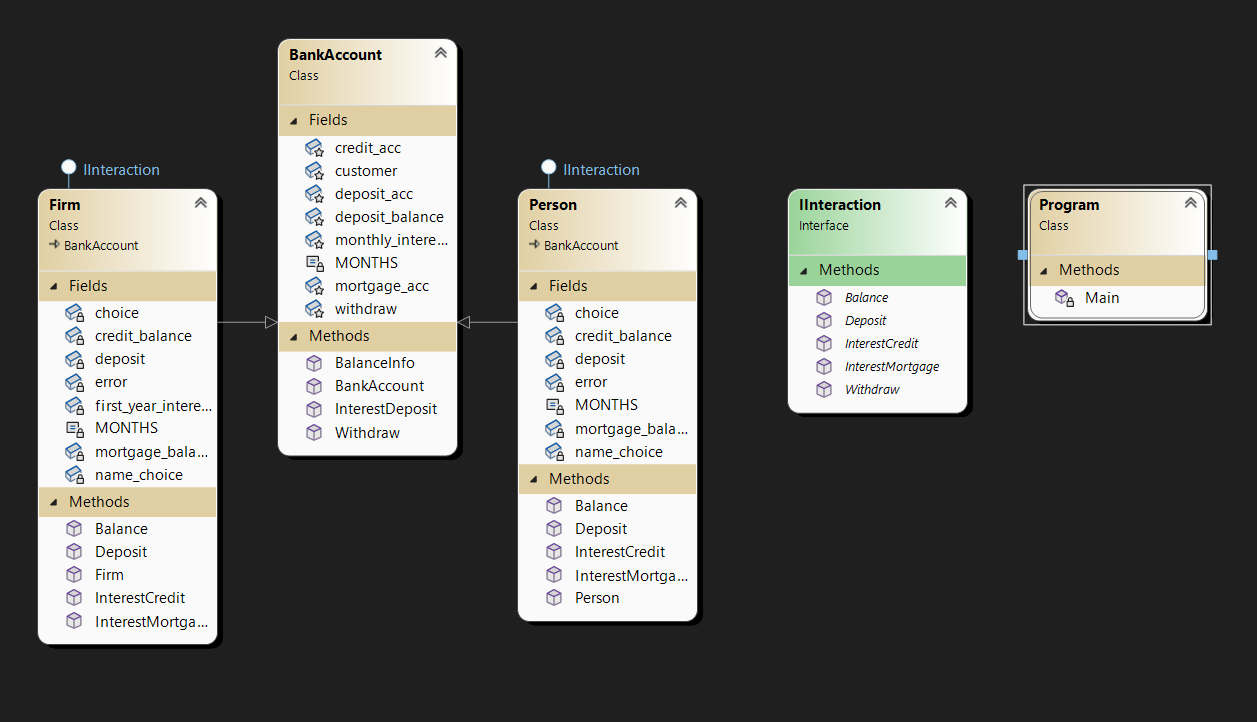 BankAccount
Class
Fields
credit_acc
customer
deposit_acc
deposit_balance
monthly_intere...
MONTHS
mortgage_acc
withdraw
Methods
BalanceInfo
BankAccount
InterestDeposit
Withdraw
IInteraction
Firm
Class
BankAccount
Fields
choice
credit_balance
deposit
error
first_year_intere...
MONTHS
mortgage_bala...
name_choice
Methods
Balance
Deposit
Firm
InterestCredit
InterestMortga...
IInteraction
Person
Class
BankAccount
Fields
choice
credit_balance
deposit
error
MONTHS
mortgage_bala...
name_choice
Methods
Balance
Deposit
InterestCredit
InterestMortga...
Person
IInteraction
Interface
Methods
Balance
Deposit
InterestCredit
InterestMortgage
Withdraw
Program
Class
Methods
Main